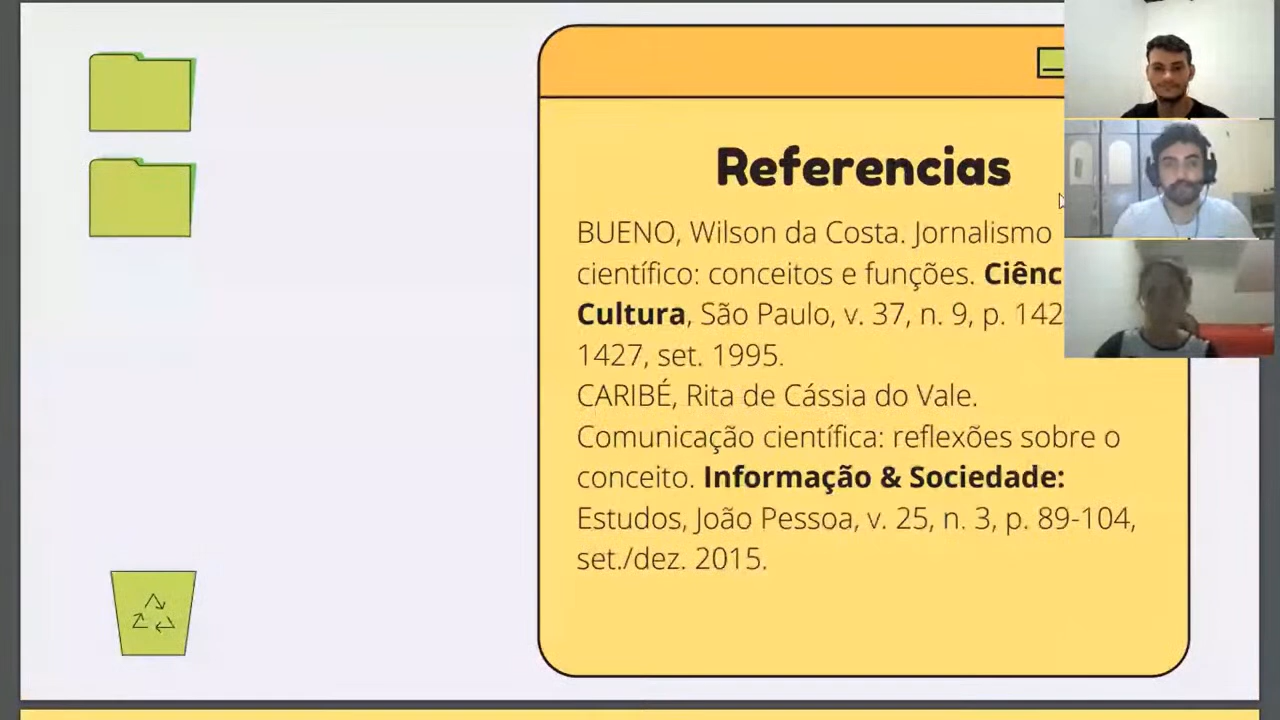 Referencias
BUENO, Wilson da Costa. Jornalismo
científico: conceitos e funções.
Cultura, São Paulo, v. 37, n. 9, p.
1427, set. 1995.
CARIBÉ, Rita de Cássia do Vale.
Comunicação científica: reflexões sobre o
conceito. Informação & Sociedade:
Estudos, João Pessoa, v. 25, n. 3, p. 89-104,
set./dez. 2015.